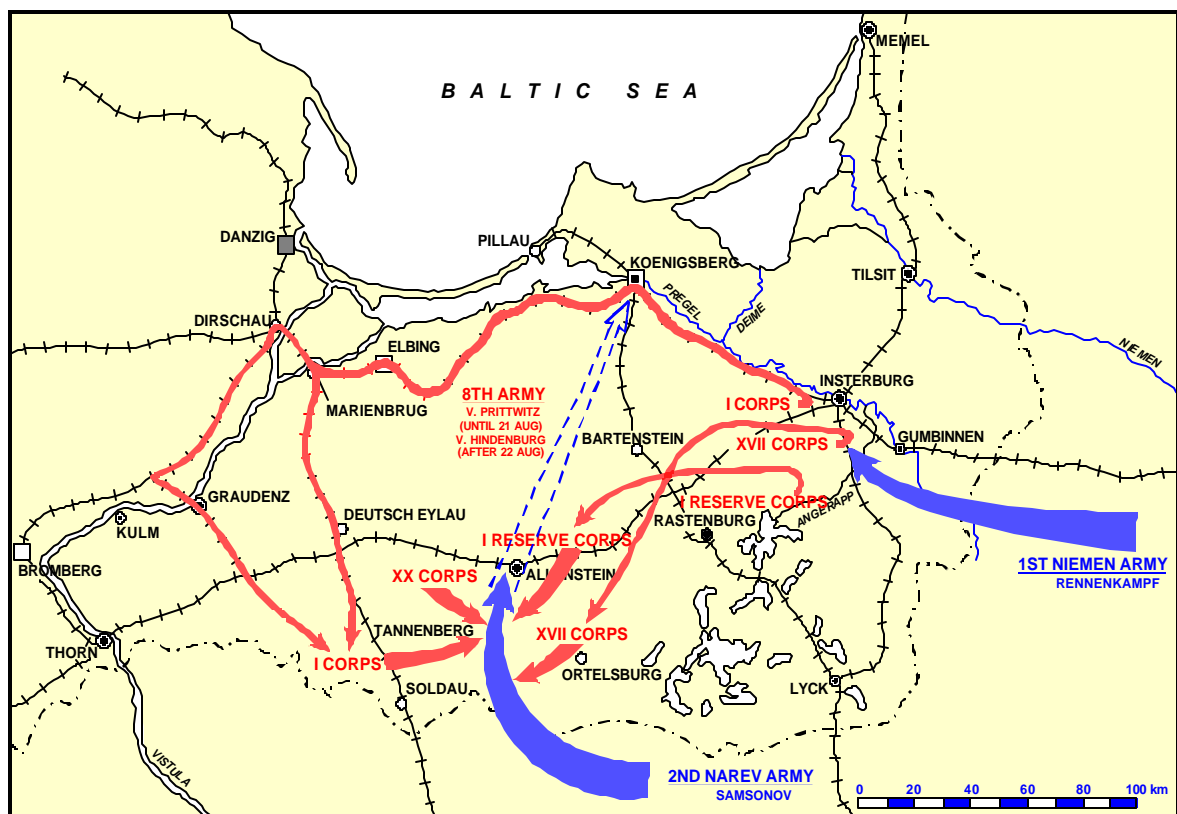 MEMEL
BALTIC SEA
DANZIG
PILLAU
KOENIGSBERG
TILSIT
PREGEL
DEIME
NIEMEN
DIRSCHAU
ELBING
MARIENBRUG
8TH ARMY
V. PRITTWITZ
(UNTIL 21 AUG)
V. HINDENBURG
(AFTER 22 AUG)
INSTERBURG
I CORPS
XVII CORPS
GUMBINNEN
BARTENSTEIN
I RESERVE CORPS
ANGERAPP
GRAUDENZ
KULM
DEUTSCH EYLAU
RASTENBURG
I RESERVE CORPS
BROMBERG
XX CORPS
ALLENSTEIN
1ST NIEMEN ARMY
RENNENKAMPF
TANNENBERG
XVII CORPS
THORN
I CORPS
ORTELSBURG
SOLDAU
LYCK
VISTULA
2ND NAREV ARMY
SAMSONOV
0 20 40 60 80 100 km